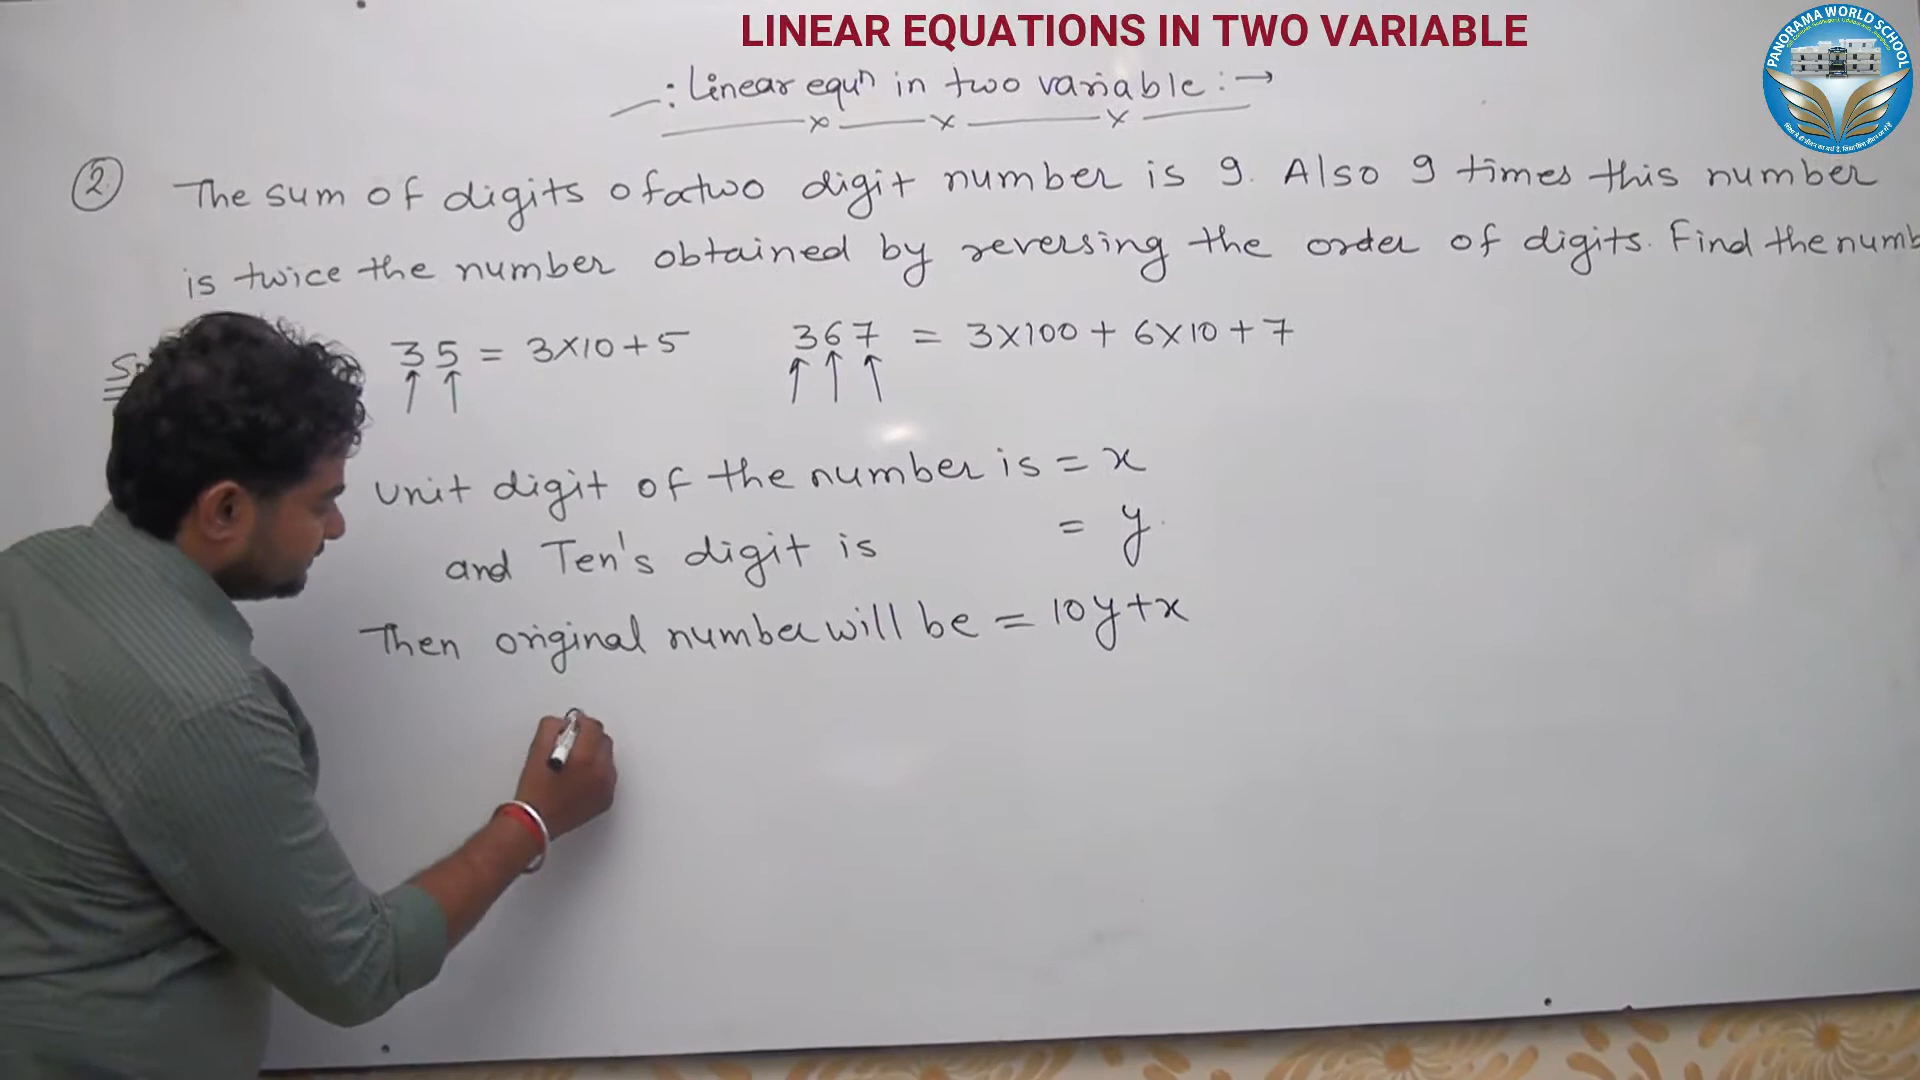 LINEAR EQUATIONS IN TWO VARIABLE
PANORAMA WORLD SCHOOL
: Linear equⁿ in two variable : →
② The sum of digits of a two digit number is 9. Also 9 times this number
is twice the number obtained by reversing the order of digits. Find the numb
35 = 3×10+5 367 = 3×100 + 6×10 + 7
unit digit of the number is = x
and Ten's digit is = y
Then original number will be = 10y+x